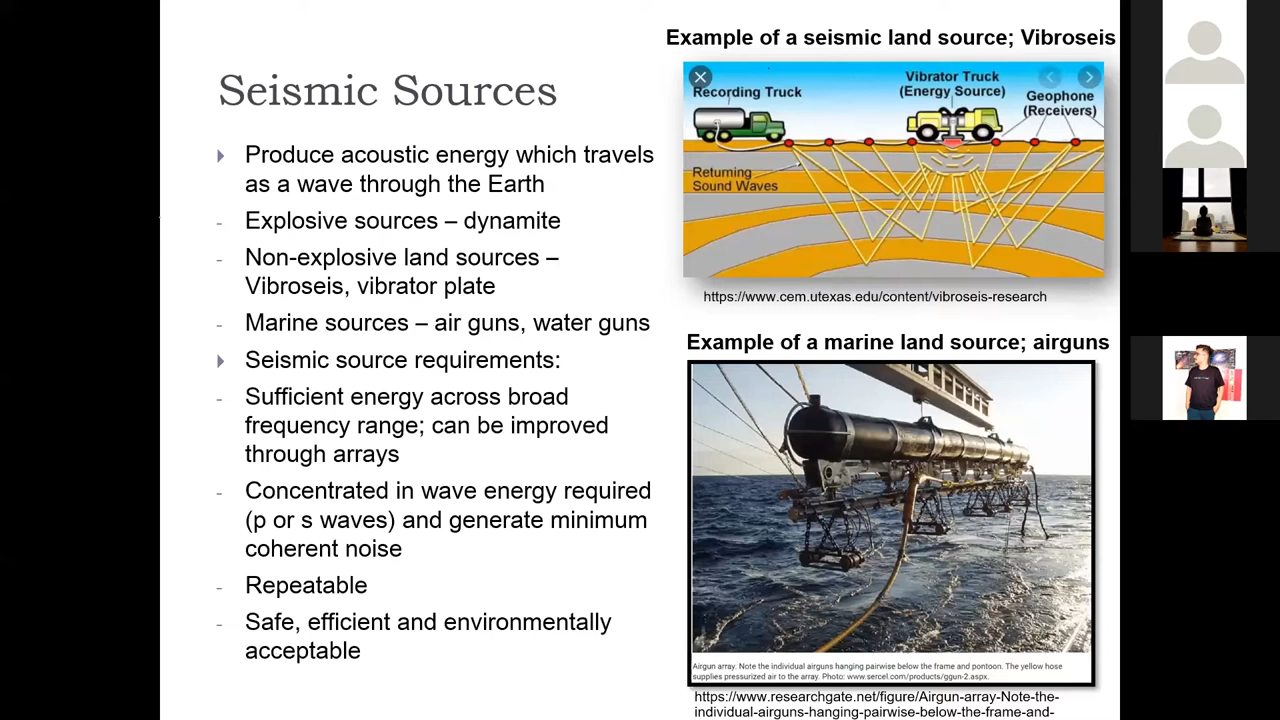 Seismic Sources
Produce acoustic energy which travels
as a wave through the Earth
- Explosive sources – dynamite
- Non-explosive land sources –
Vibroseis, vibrator plate
- Marine sources – air guns, water guns
Seismic source requirements:
- Sufficient energy across broad
frequency range; can be improved
through arrays
- Concentrated in wave energy required
(p or s waves) and generate minimum
coherent noise
- Repeatable
- Safe, efficient and environmentally
acceptable
Example of a seismic land source; Vibroseis
Recording Truck
Vibrator Truck
(Energy Source)
Geophone
(Receivers)
Returning
Sound Waves
https://www.cem.utexas.edu/content/vibroseis-research
Example of a marine land source; airguns
Airgun array. Note the individual airguns hanging pairwise below the frame and pontoon. The yellow hose
supplies pressurized air to the array. Photo: www.sercel.com/products/ggun-2.aspx.
https://www.researchgate.net/figure/Airgun-array-Note-the-
individual-airguns-hanging-pairwise-below-the-frame-and-